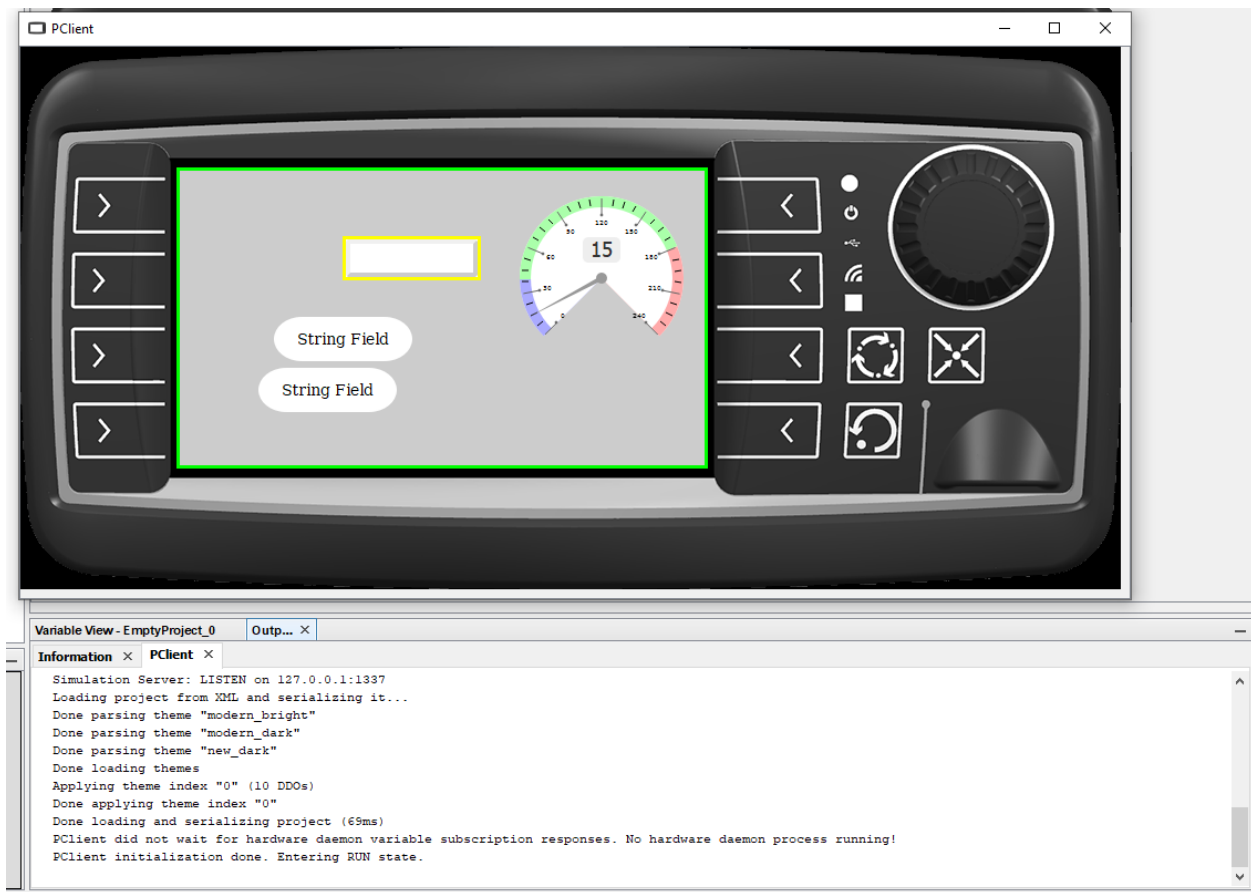 PClient
120
90
150
15
60
180
30
210
0
240
String Field
String Field
Variable View - EmptyProject_0
Outp...
Information
PClient
Simulation Server: LISTEN on 127.0.0.1:1337
Loading project from XML and serializing it...
Done parsing theme "modern_bright"
Done parsing theme "modern_dark"
Done parsing theme "new_dark"
Done loading themes
Applying theme index "0" (10 DDOs)
Done applying theme index "0"
Done loading and serializing project (69ms)
PClient did not wait for hardware daemon variable subscription responses. No hardware daemon process running!
PClient initialization done. Entering RUN state.